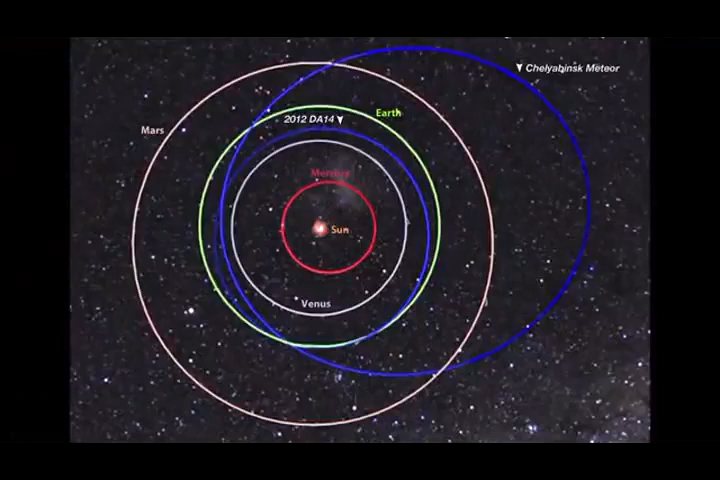 Chelyabinsk Meteor
Earth
2012 DA14
Mars
Mercury
Sun
Venus